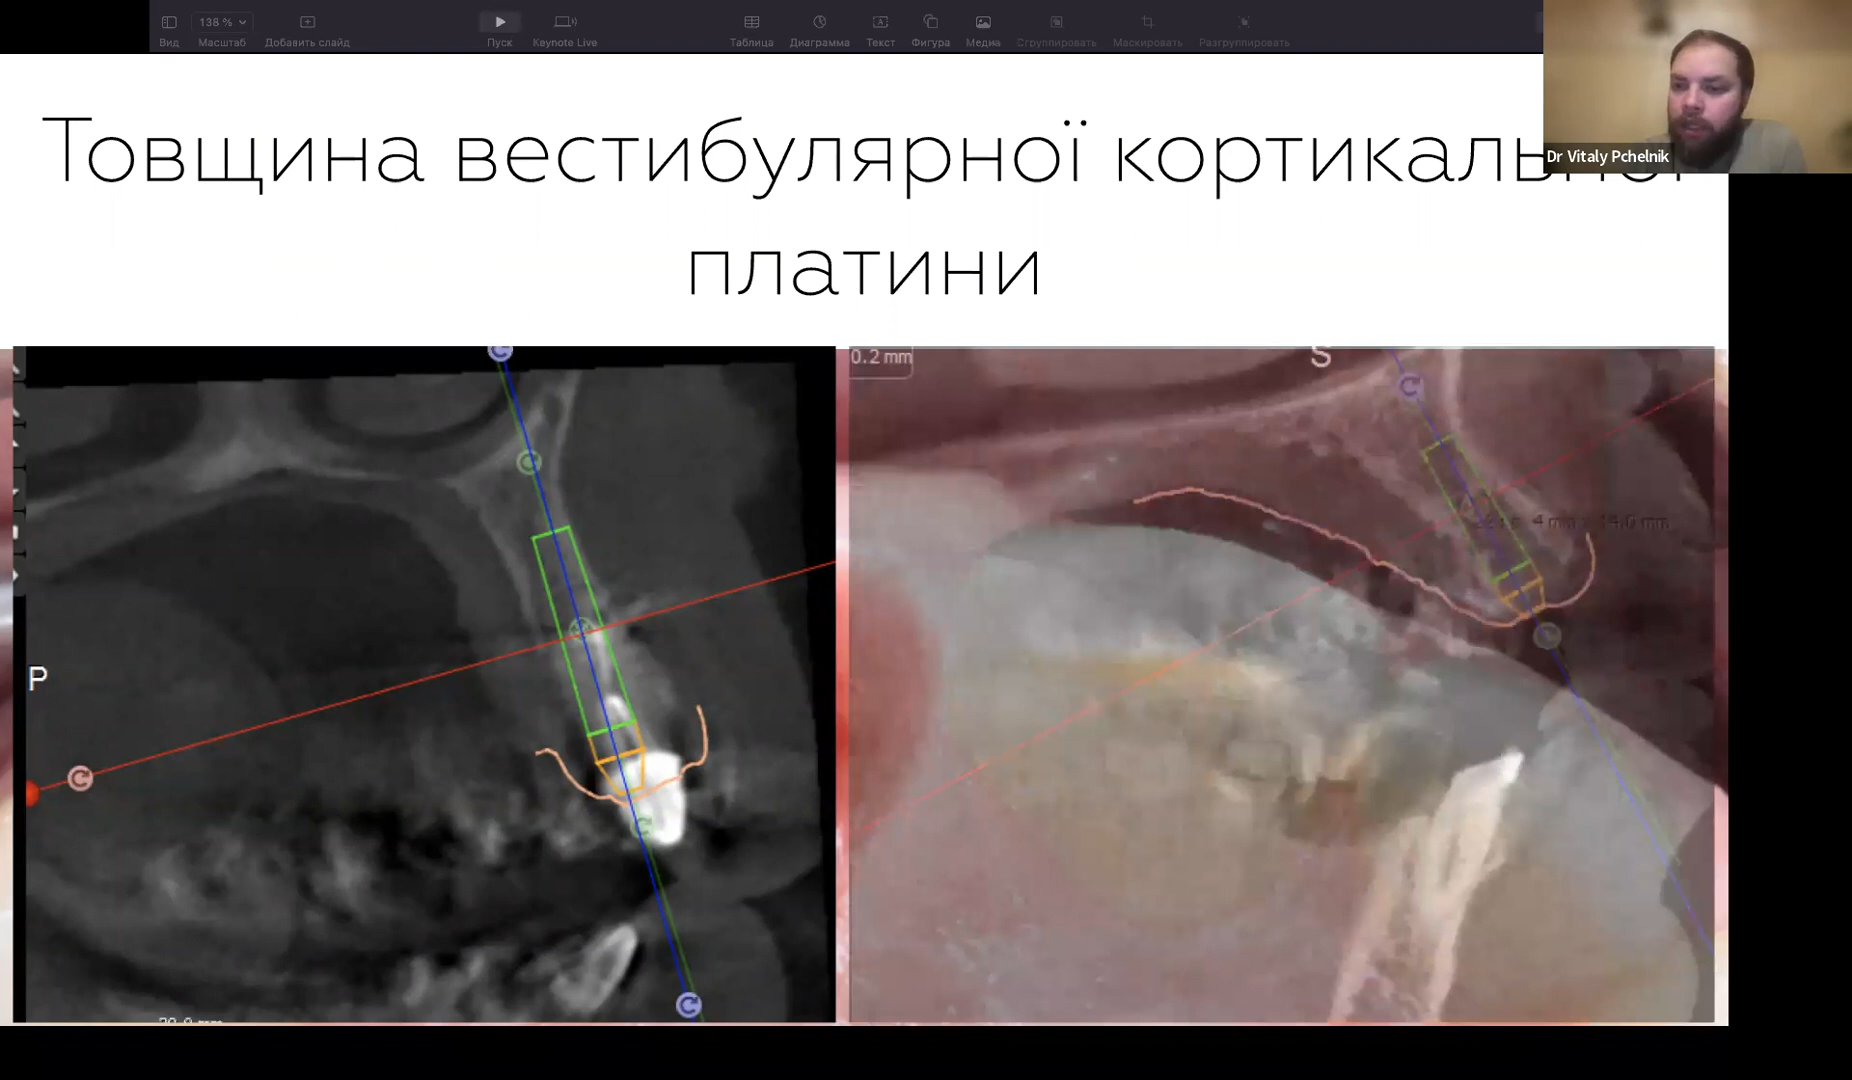 138 %
Вид
Масштаб
Добавить слайд
Пуск
Keynote Live
Таблица
Диаграмма
Текст
Фигура
Медиа
Сгруппировать
Маскировать
Разгруппировать
Dr Vitaly Pchelnik
Товщина вестибулярної кортикальної
платини
0.2 mm
S
P